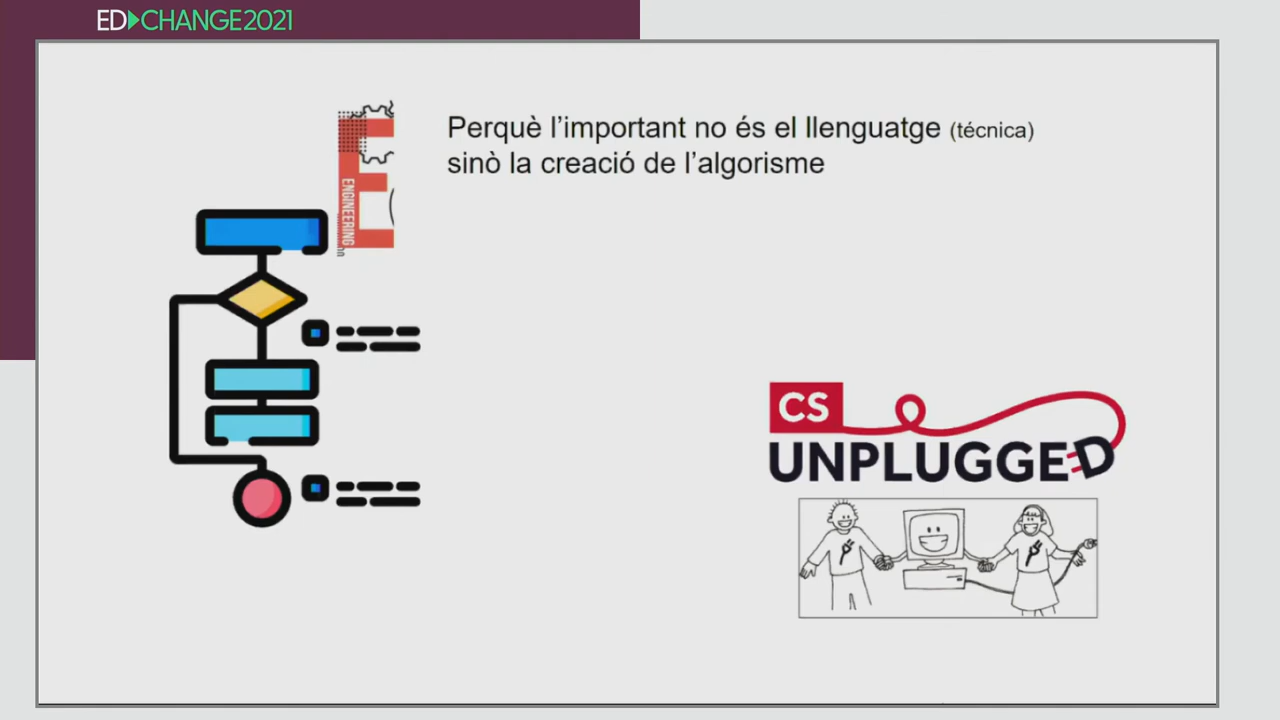 ED CHANGE2021
Perquè l’important no és el llenguatge (técnica)
sinò la creació de l’algorisme
ENGINEERING
CS
UNPLUGGED